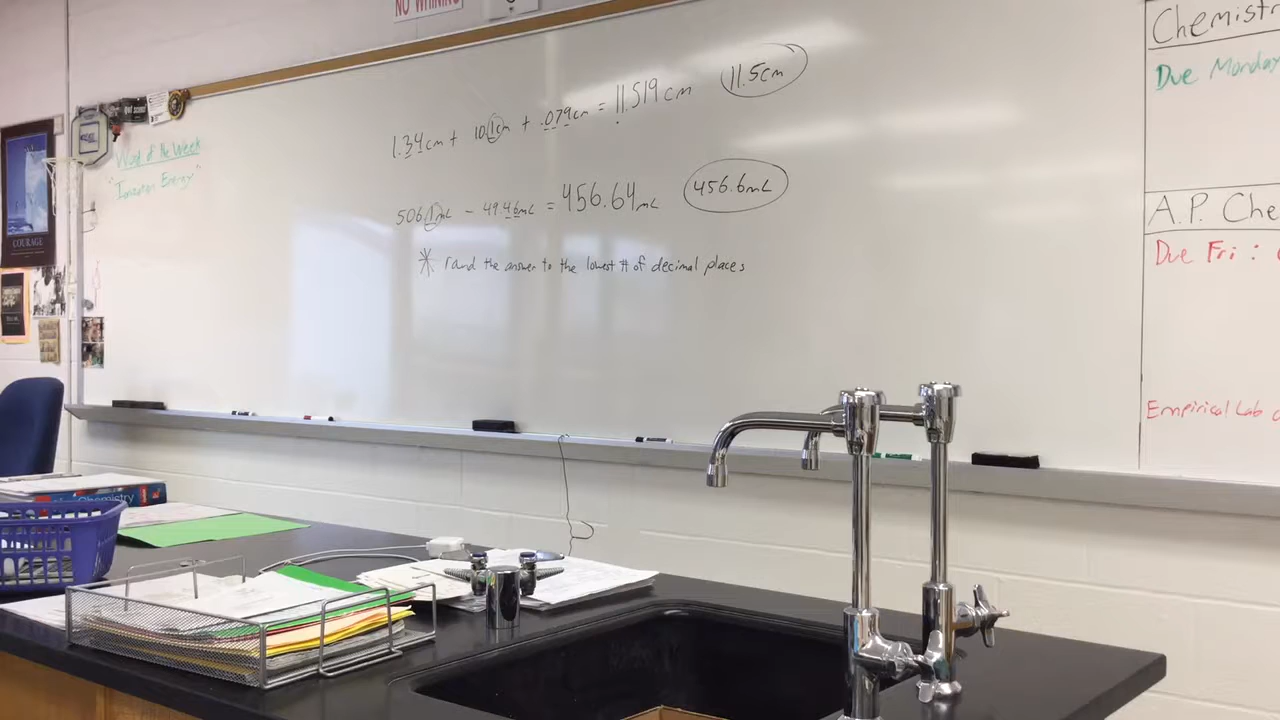 NO WHINING
1.34cm + 10.1cm + .079cm = 11.519cm 11.5cm
506.1mL - 49.46mL = 456.64mL 456.6mL
* round the answer to the lowest # of decimal places
Word of the Week
"Ionization Energy"
COURAGE
Chemistry
Chemistr
Due Monday
A.P. Che
Due Fri :
Empirical Lab